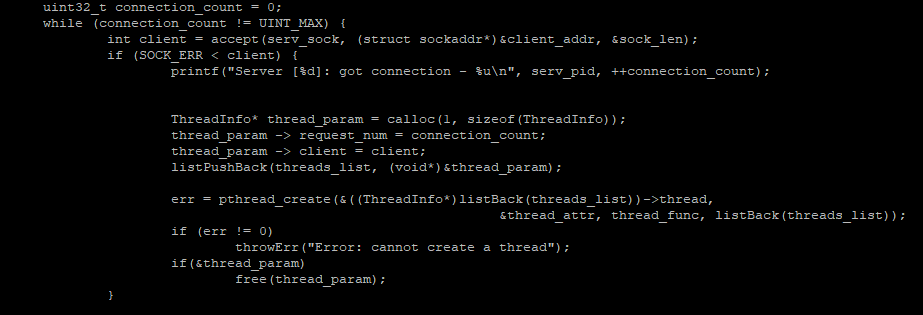 uint32_t connection_count = 0;
while (connection_count != UINT_MAX) {
int client = accept(serv_sock, (struct sockaddr*)&client_addr, &sock_len);
if (SOCK_ERR < client) {
printf("Server [%d]: got connection - %u\n", serv_pid, ++connection_count);
ThreadInfo* thread_param = calloc(1, sizeof(ThreadInfo));
thread_param -> request_num = connection_count;
thread_param -> client = client;
listPushBack(threads_list, (void*)&thread_param);
err = pthread_create(&((ThreadInfo*)listBack(threads_list))->thread,
&thread_attr, thread_func, listBack(threads_list));
if (err != 0)
throwErr("Error: cannot create a thread");
if(&thread_param)
free(thread_param);
}